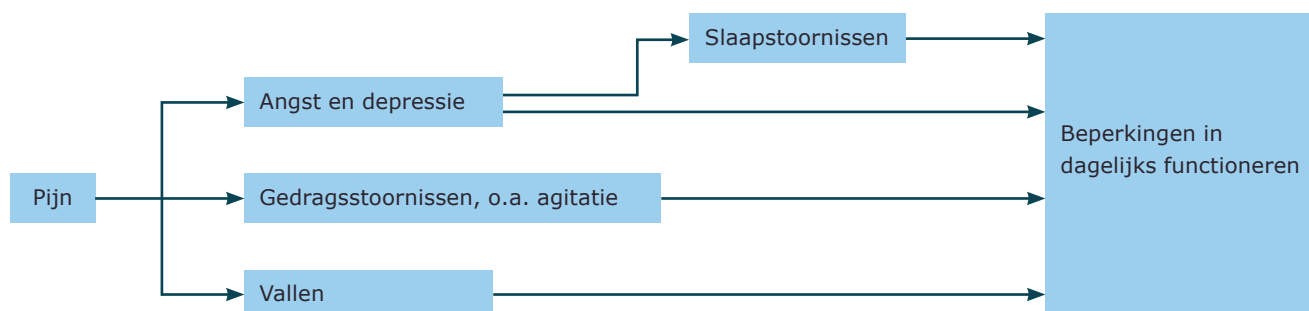 Slaapstoornissen
Angst en depressie
Beperkingen in
dagelijks functioneren
Pijn
Gedragsstoornissen, o.a. agitatie
Vallen